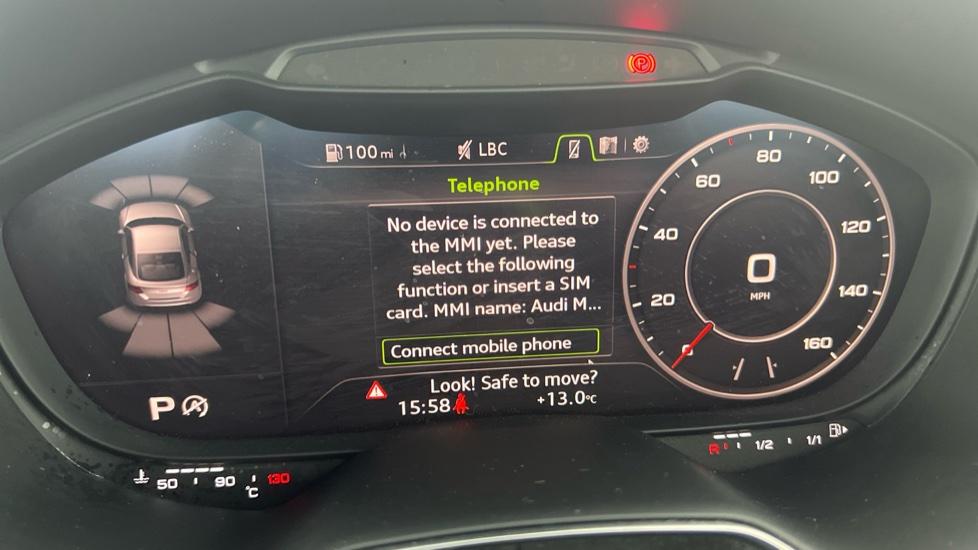 P
100 mi
LBC
Telephone
No device is connected to
the MMI yet. Please
select the following
function or insert a SIM
card. MMI name: Audi M...
Connect mobile phone
Look! Safe to move?
15:58
+13.0°C
P
0
20
40
60
80
100
120
140
160
0
MPH
50
90
130
°C
R
1/2
1/1